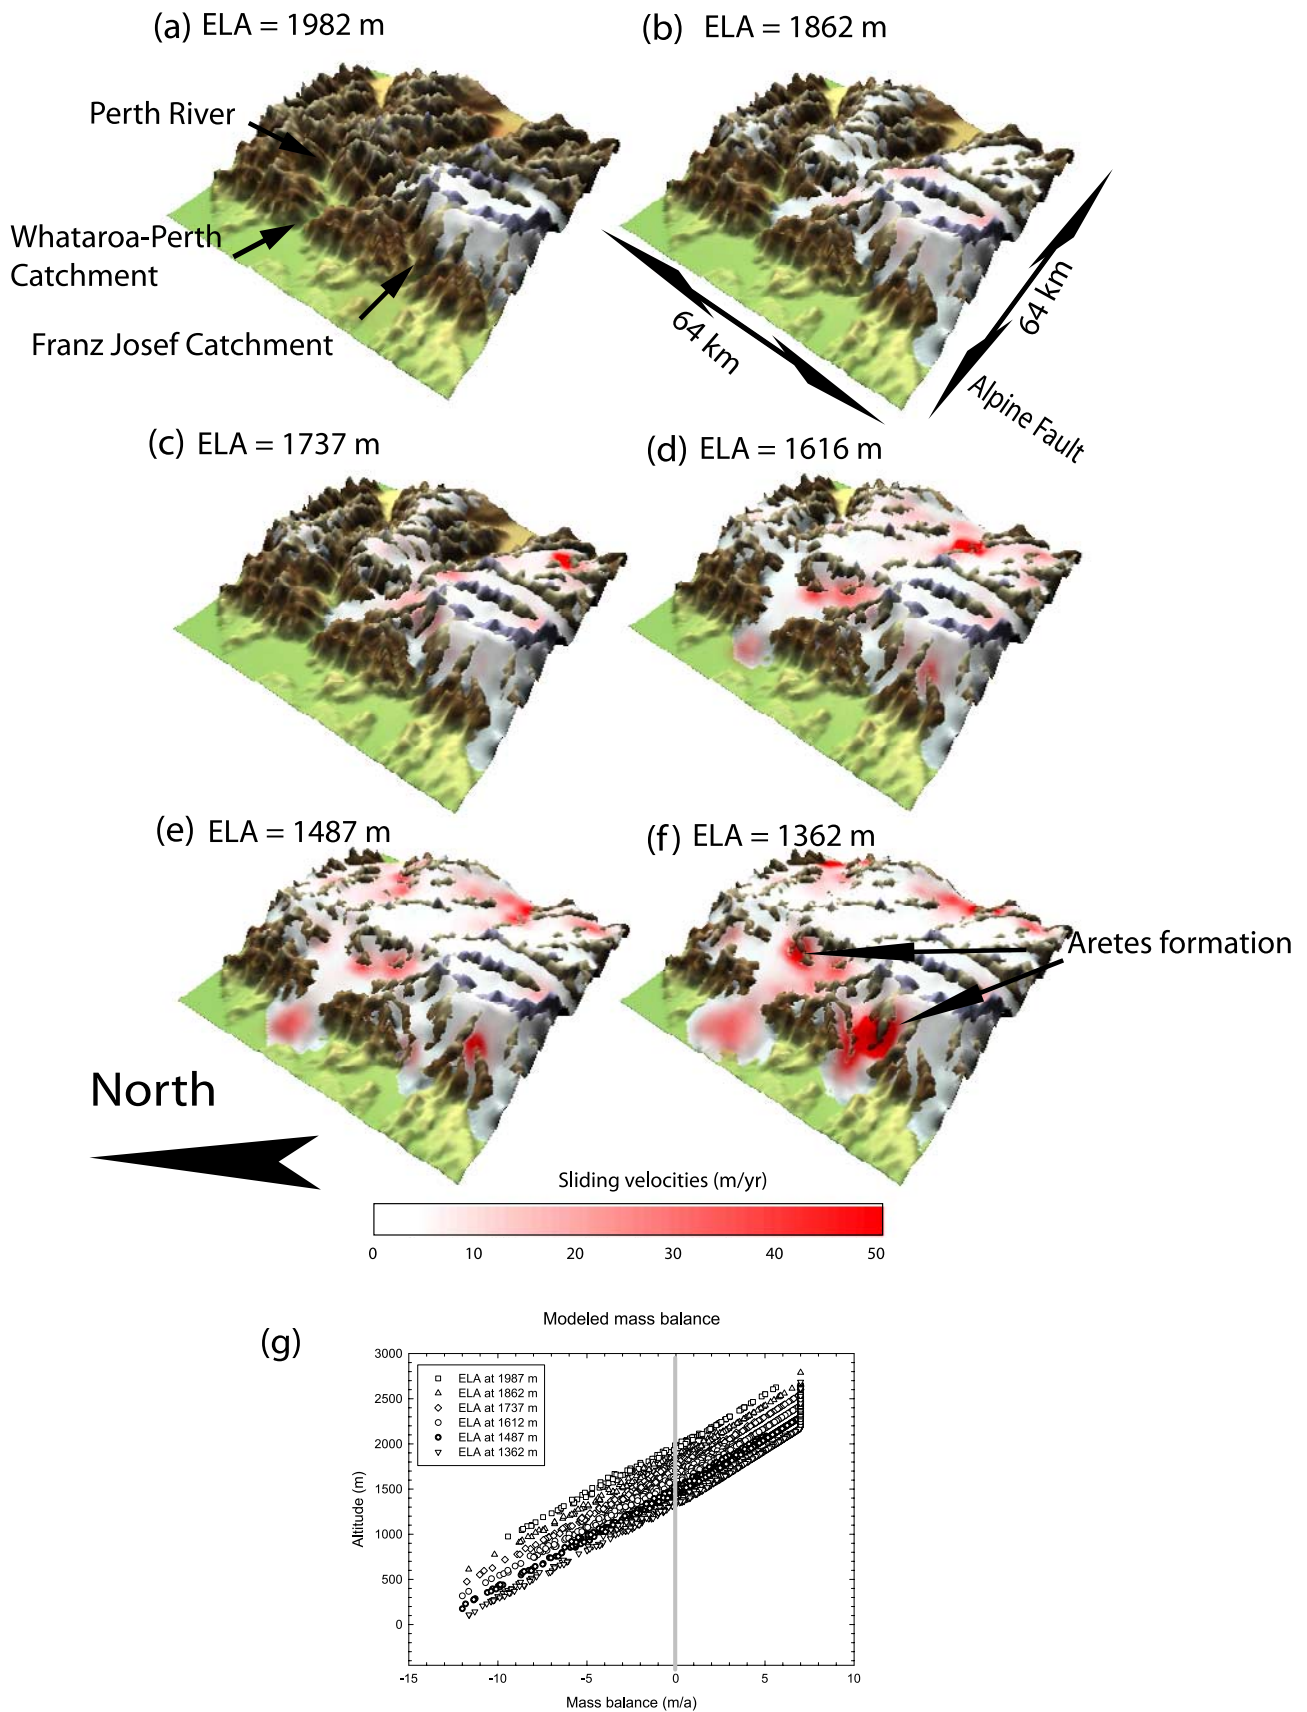 (a) ELA = 1982 m
(b) ELA = 1862 m
Perth River
Whataroa-Perth
Catchment
Franz Josef Catchment
64 km
64 km
Alpine Fault
(c) ELA = 1737 m
(d) ELA = 1616 m
(e) ELA = 1487 m
(f) ELA = 1362 m
Aretes formation
North
Sliding velocities (m/yr)
0 10 20 30 40 50
(g)
Modeled mass balance
3000
2500
2000
1500
1000
500
0
Altitude (m)
ELA at 1987 m
ELA at 1862 m
ELA at 1737 m
ELA at 1612 m
ELA at 1487 m
ELA at 1362 m
-15 -10 -5 0 5 10
Mass balance (m/a)